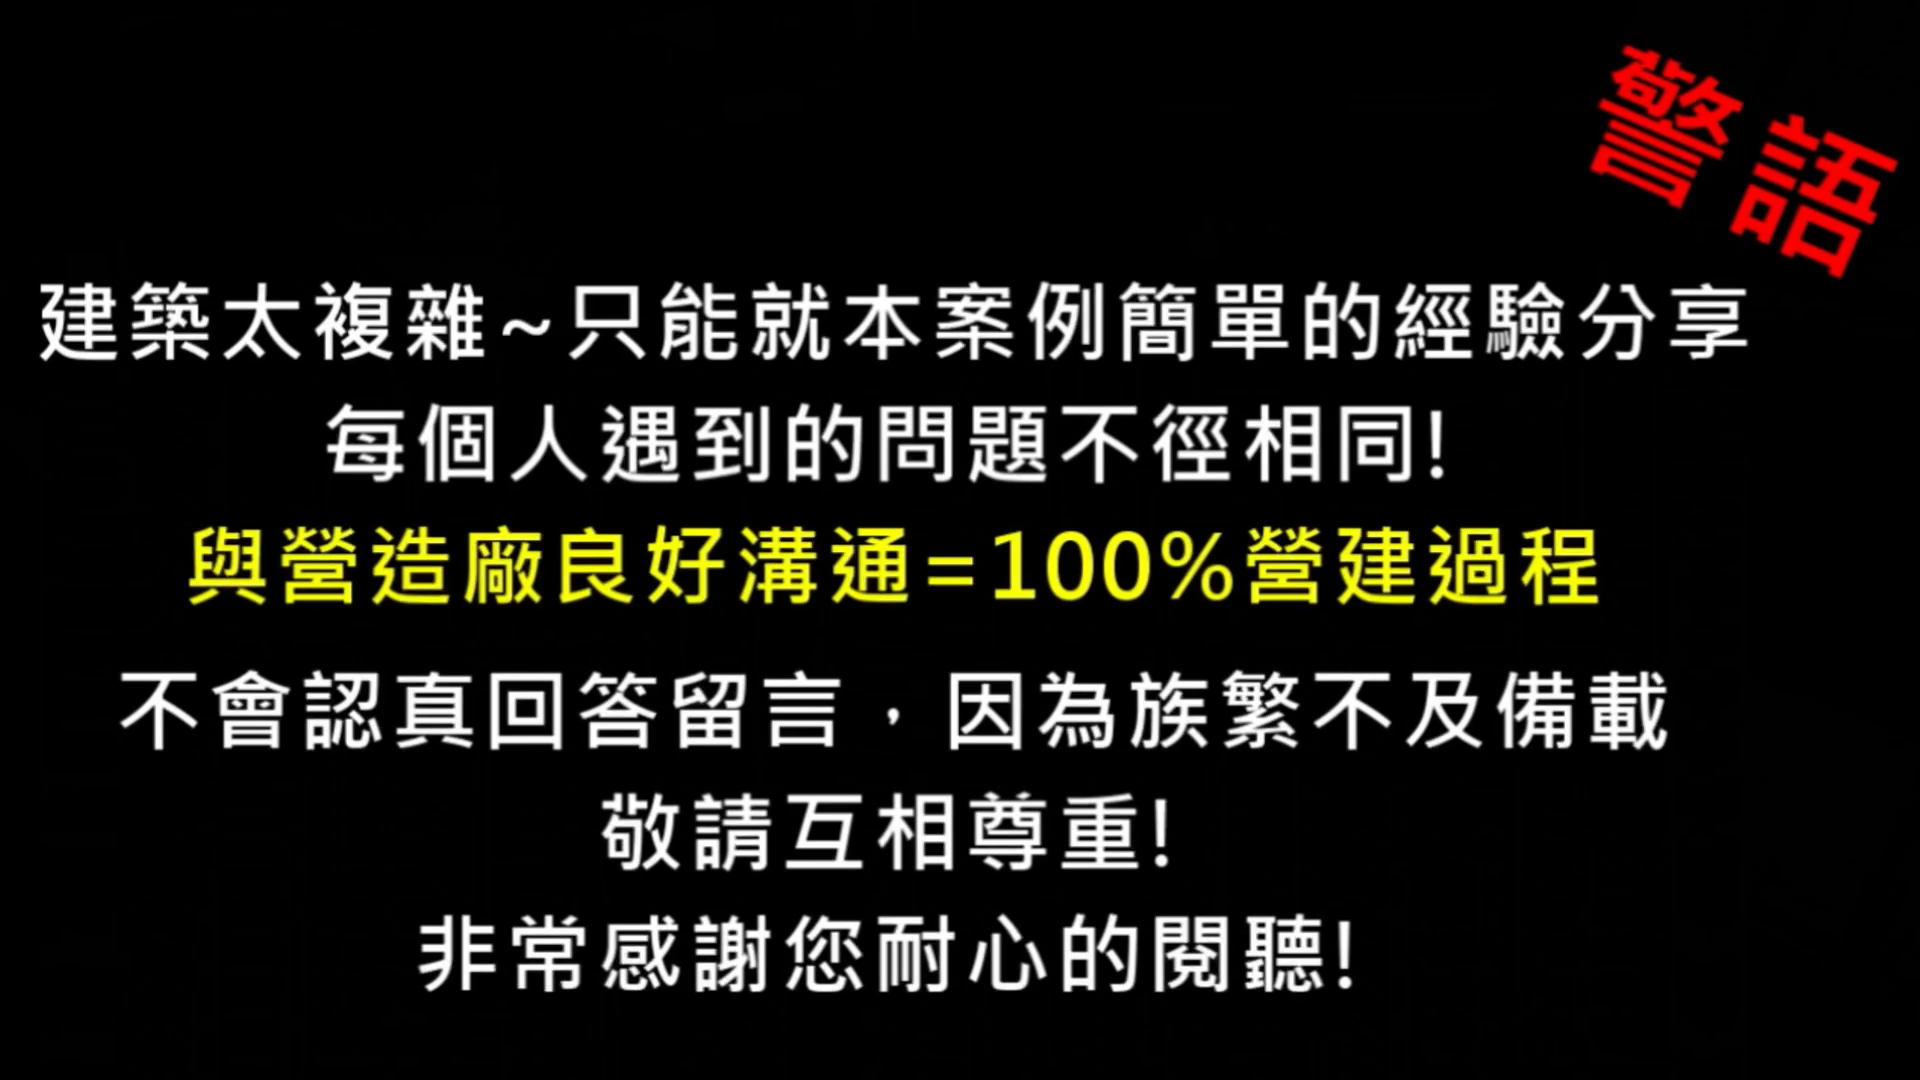 警語
建築太複雜~只能就本案例簡單的經驗分享
每個人遇到的問題不徑相同!
與營造廠良好溝通=100%營建過程
不會認真回答留言，因為族繁不及備載
敬請互相尊重!
非常感謝您耐心的閱聽!